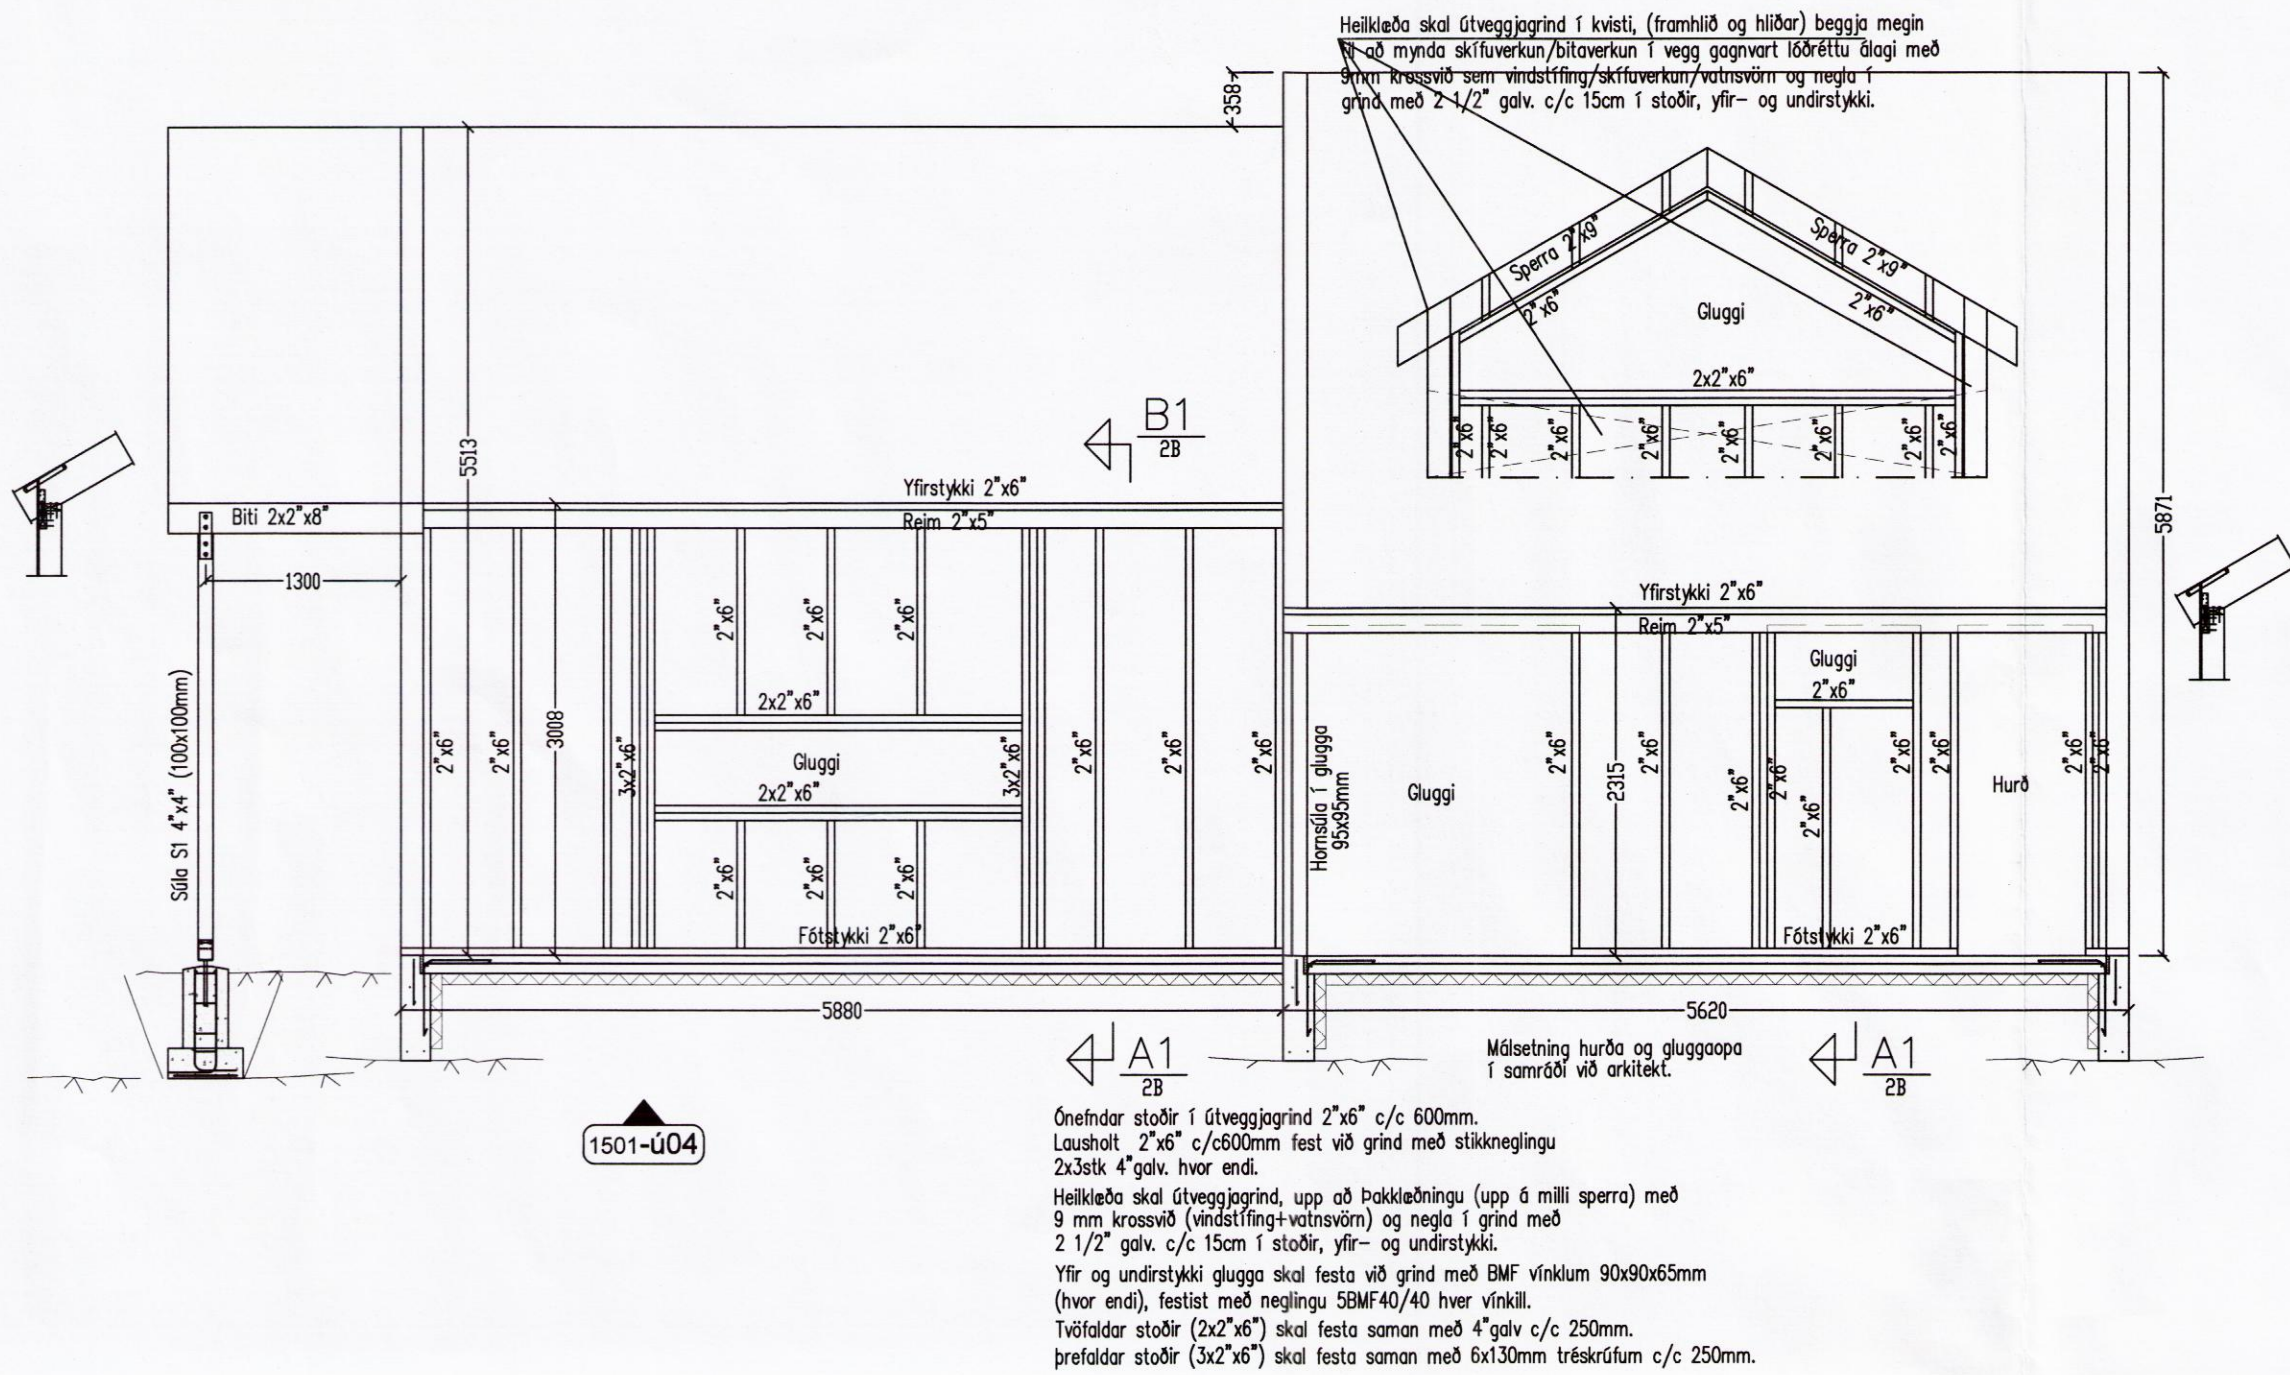 Heilklæða skal útveggjagrind í kvisti, (framhlið og hliðar) beggja megin
til að mynda skífuverkun/bitaverkun í vegg gagnvart lóðréttu álagi með
9mm krossvið sem vindstífing/skífuverkun/vatnsvörn og negla í
grind með 2 1/2" galv. c/c 15cm í stoðir, yfir- og undirstykki.
358
5513
5871
Sperra 2"x9"
Sperra 2"x9"
2"x6"
2"x6"
Gluggi
2x2"x6"
2"x6"
2"x6"
2"x6"
2"x6"
2"x6"
2"x6"
2"x6"
2"x6"
B1
2B
Yfirstykki 2"x6"
Biti 2x2"x8"
Reim 2"x5"
1300
Yfirstykki 2"x6"
Reim 2"x5"
2"x6"
2"x6"
2"x6"
Gluggi
2"x6"
2x2"x6"
Súla S1 4"x4" (100x100mm)
2"x6"
2"x6"
3008
3x2"x6"
Gluggi
2x2"x6"
3x2"x6"
2"x6"
2"x6"
2"x6"
Hornsúla í glugga
95x95mm
Gluggi
2"x6"
2315
2"x6"
2"x6"
2"x6"
2"x6"
2"x6"
2"x6"
Hurð
2"x6"
2"x6"
2"x6"
2"x6"
2"x6"
Fótstykki 2"x6"
Fótstykki 2"x6"
5880
5620
A1
2B
Málsetning hurða og gluggaopa
í samráði við arkitekt.
A1
2B
1501-ú04
Ónefndar stoðir í útveggjagrind 2"x6" c/c 600mm.
Lausholt 2"x6" c/c600mm fest við grind með stikkneglingu
2x3stk 4"galv. hvor endi.
Heilklæða skal útveggjagrind, upp að Þakklæðningu (upp á milli sperra) með
9 mm krossvið (vindstífing+vatnsvörn) og negla í grind með
2 1/2" galv. c/c 15cm í stoðir, yfir- og undirstykki.
Yfir og undirstykki glugga skal festa við grind með BMF vínklum 90x90x65mm
(hvor endi), festist með neglingu 5BMF40/40 hver vínkill.
Tvöfaldar stoðir (2x2"x6") skal festa saman með 4"galv c/c 250mm.
Þrefaldar stoðir (3x2"x6") skal festa saman með 6x130mm tréskrúfum c/c 250mm.